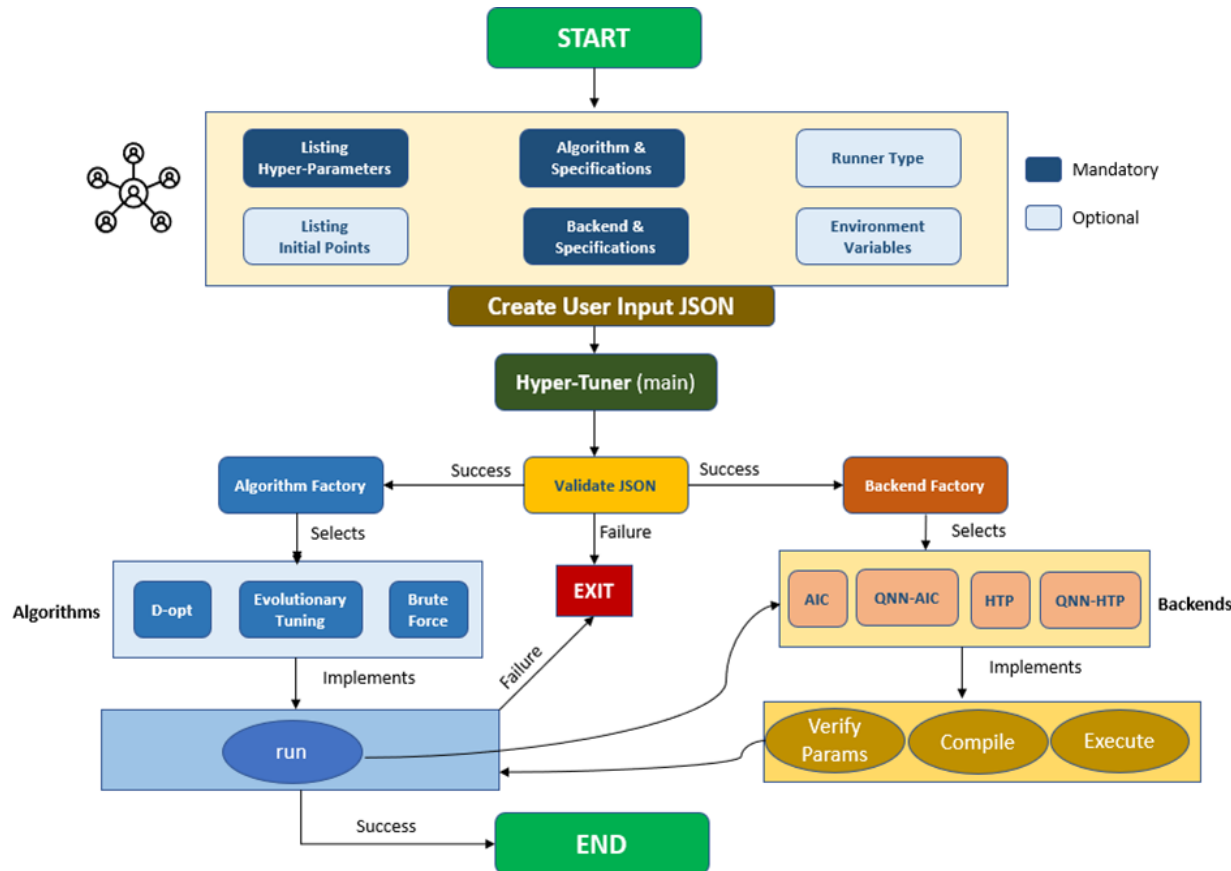 START
Listing
Hyper-Parameters
Algorithm &
Specifications
Runner Type
Mandatory
Listing
Initial Points
Backend &
Specifications
Environment
Variables
Optional
Create User Input JSON
Hyper-Tuner (main)
Algorithm Factory
Success
Validate JSON
Success
Backend Factory
Selects
Failure
Selects
Algorithms
D-opt
Evolutionary
Tuning
Brute
Force
EXIT
AIC
QNN-AIC
HTP
QNN-HTP
Backends
Implements
Failure
Implements
run
Verify
Params
Compile
Execute
Success
END